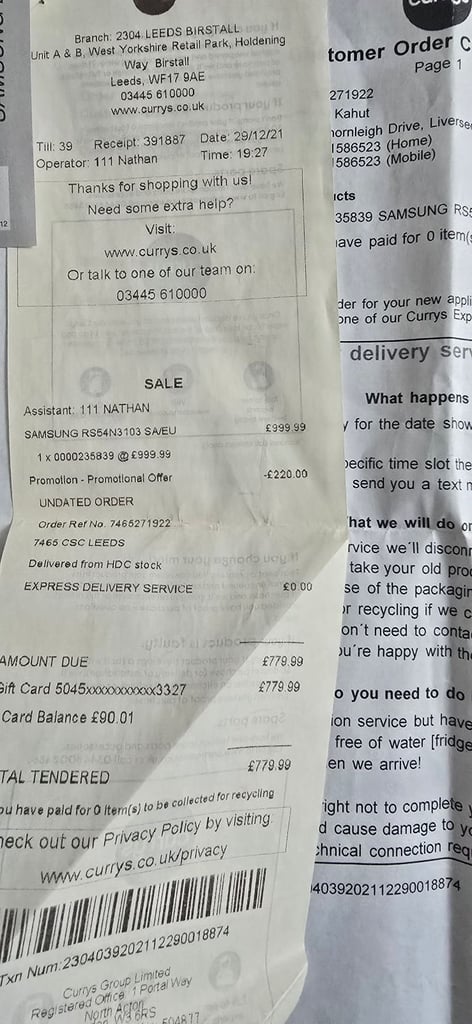 Branch: 2304 LEEDS BIRSTALL
Unit A & B, West Yorkshire Retail Park, Holdening
Way Birstall
Leeds, WF17 9AE
03445 610000
www.currys.co.uk
Till: 39 Receipt: 391887 Date: 29/12/21
Operator: 111 Nathan Time: 19:27
Thanks for shopping with us!
Need some extra help?
Visit:
www.currys.co.uk
Or talk to one of our team on:
03445 610000
SALE
Assistant: 111 NATHAN
SAMSUNG RS54N3103 SA/EU £999.99
1 x 0000235839 @ £999.99
Promotion - Promotional Offer -£220.00
UNDATED ORDER
Order Ref No. 7465271922
7465 CSC LEEDS
Delivered from HDC stock
EXPRESS DELIVERY SERVICE £0.00
AMOUNT DUE £779.99
Gift Card 5045xxxxxxxxxxx3327 £779.99
Card Balance £90.01
TAL TENDERED £779.99
ou have paid for 0 item(s) to be collected for recycling
heck out our Privacy Policy by visiting:
www.currys.co.uk/privacy
Txn Num:2304039202112290018874
Currys Group Limited
Registered Office: 1 Portal Way
North Acton
W3 6RS
tomer Order C
Page 1
271922
Kahut
hornleigh Drive, Liverse
1586523 (Home)
1586523 (Mobile)
cts
35839 SAMSUNG RS5
ave paid for 0 item(s
der for your new appli
one of our Currys Exp
delivery serv
What happens
y for the date show
pecific time slot the
send you a text m
hat we will do on
rvice we'll disconn
take your old prod
se of the packagin
or recycling if we c
on't need to conta
ou're happy with the
o you need to do
ion service but have
free of water [fridge
en we arrive!
right not to complete y
d cause damage to yo
chnical connection req
4039202112290018874